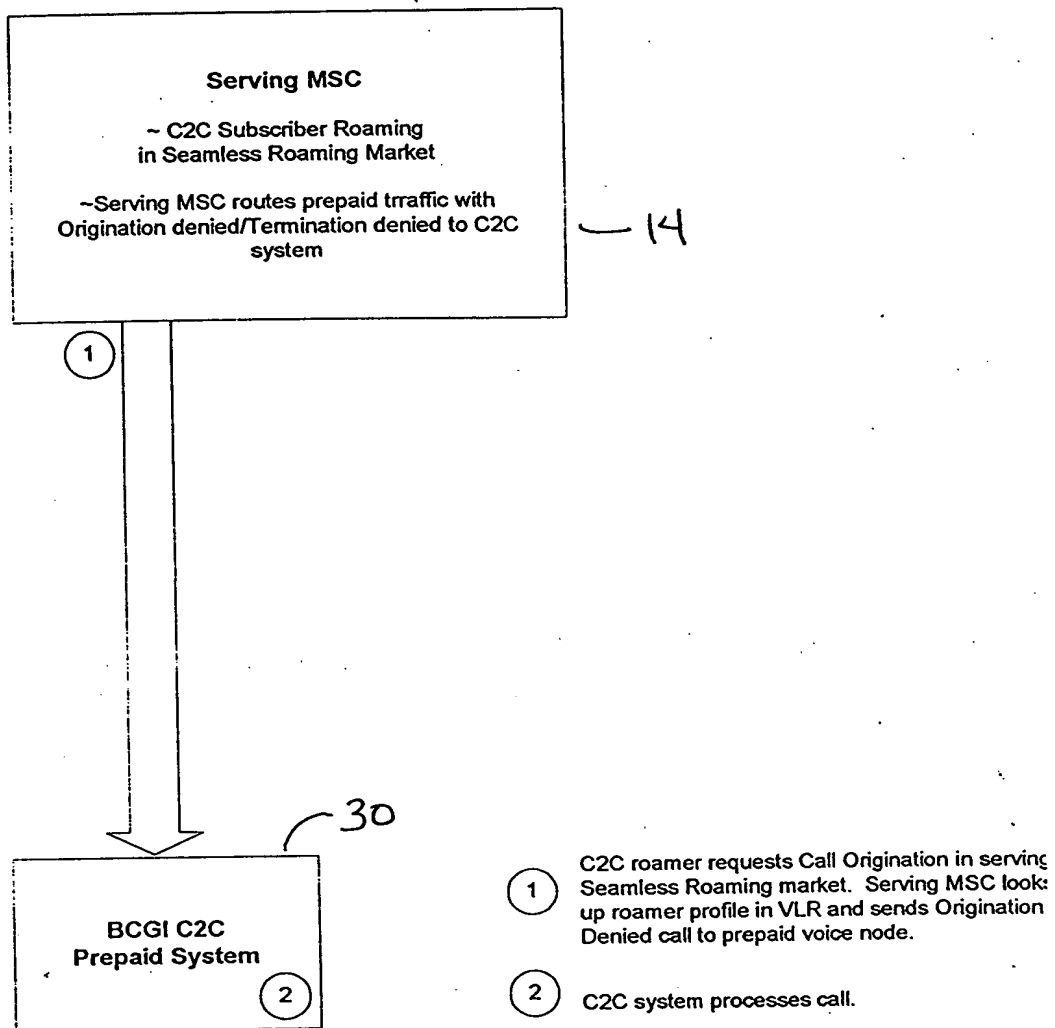 Serving MSC
~ C2C Subscriber Roaming
in Seamless Roaming Market
~Serving MSC routes prepaid trraffic with
Origination denied/Termination denied to C2C
system
14
1
30
BCGI C2C
Prepaid System
2
1
C2C roamer requests Call Origination in serving
Seamless Roaming market. Serving MSC looks
up roamer profile in VLR and sends Origination
Denied call to prepaid voice node.
2
C2C system processes call.